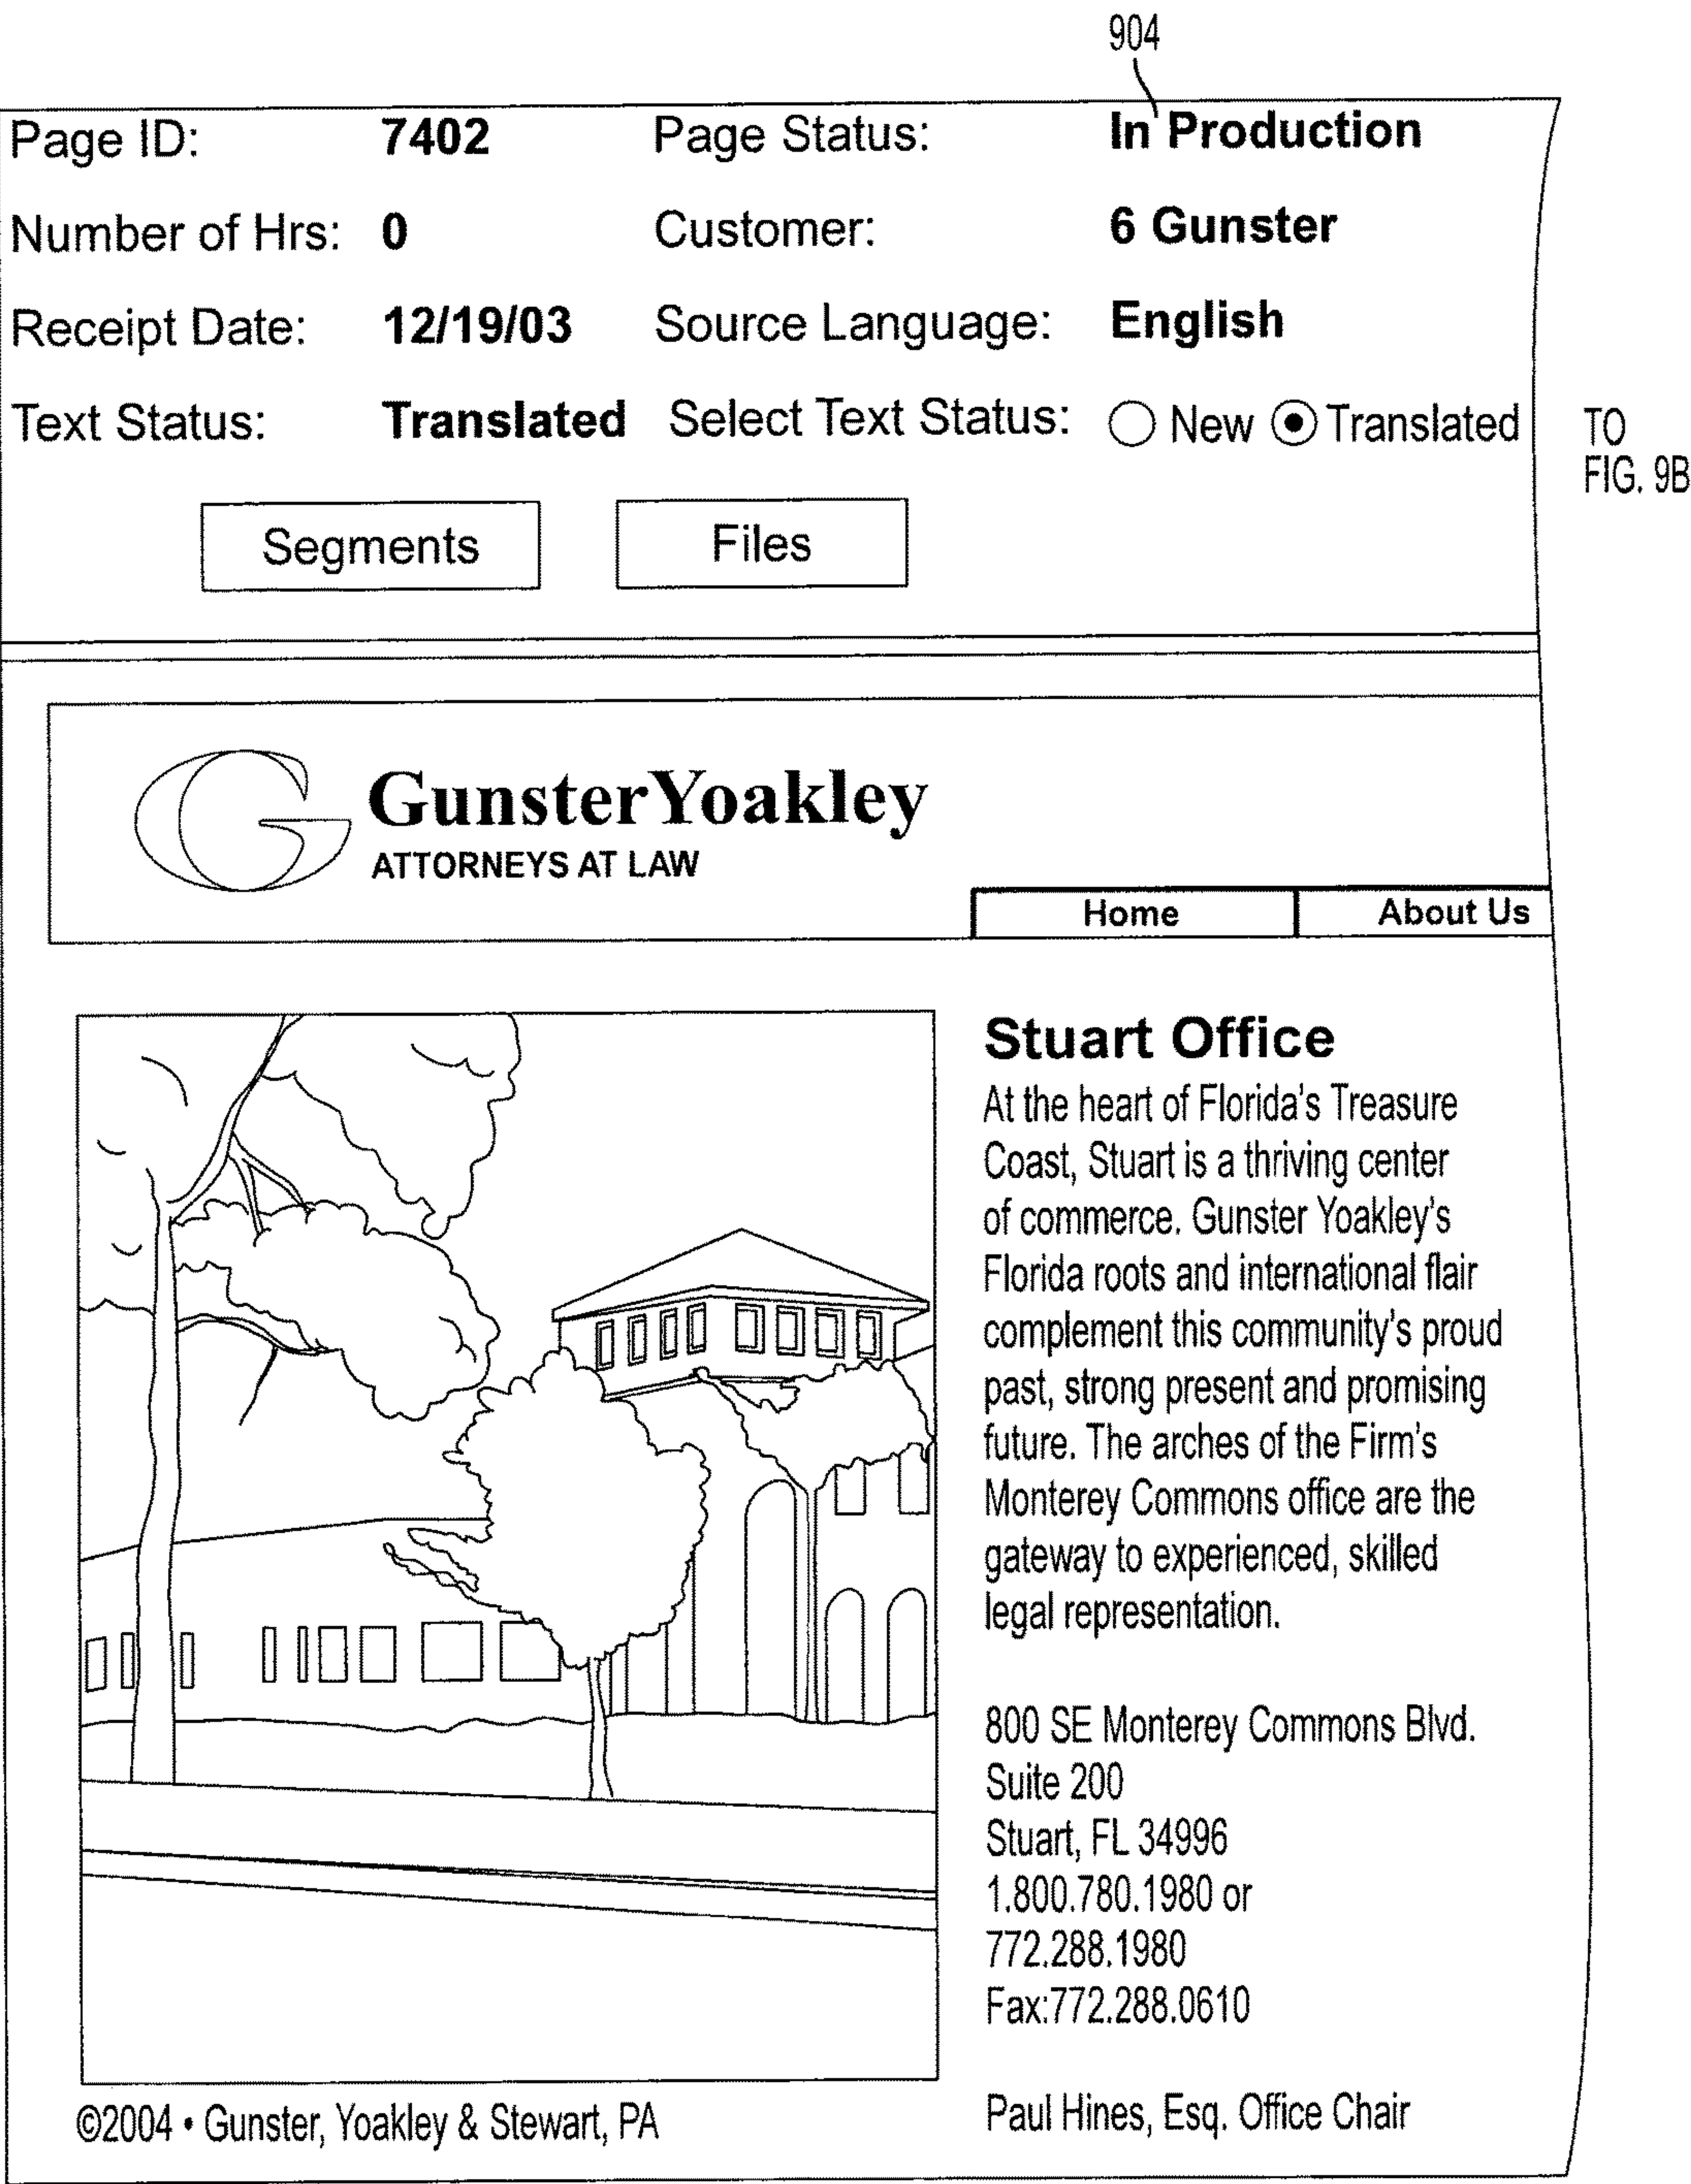 904
Page ID: 7402 Page Status: In Production
Number of Hrs: 0 Customer: 6 Gunster
Receipt Date: 12/19/03 Source Language: English
Text Status: Translated Select Text Status: New Translated
TO
FIG. 9B
Segments Files
GunsterYoakley
ATTORNEYS AT LAW
Home About Us
Stuart Office
At the heart of Florida's Treasure
Coast, Stuart is a thriving center
of commerce. Gunster Yoakley's
Florida roots and international flair
complement this community's proud
past, strong present and promising
future. The arches of the Firm's
Monterey Commons office are the
gateway to experienced, skilled
legal representation.
800 SE Monterey Commons Blvd.
Suite 200
Stuart, FL 34996
1.800.780.1980 or
772.288.1980
Fax:772.288.0610
Paul Hines, Esq. Office Chair
©2004 • Gunster, Yoakley & Stewart, PA